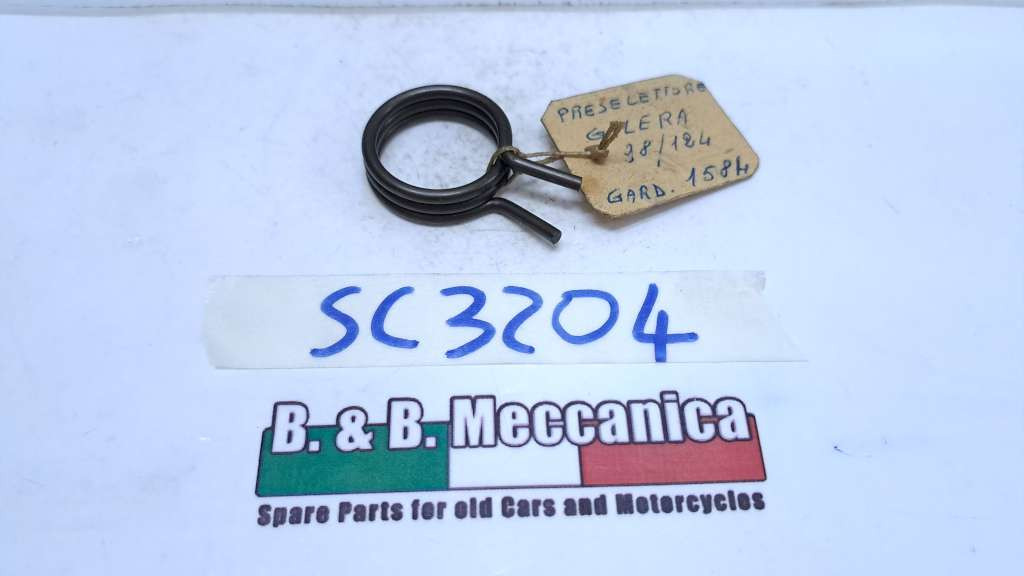 PRESELETTORE
GILERA
98/124
GARD. 1584
SC3204
B. & B. Meccanica
Spare Parts for old Cars and Motorcycles